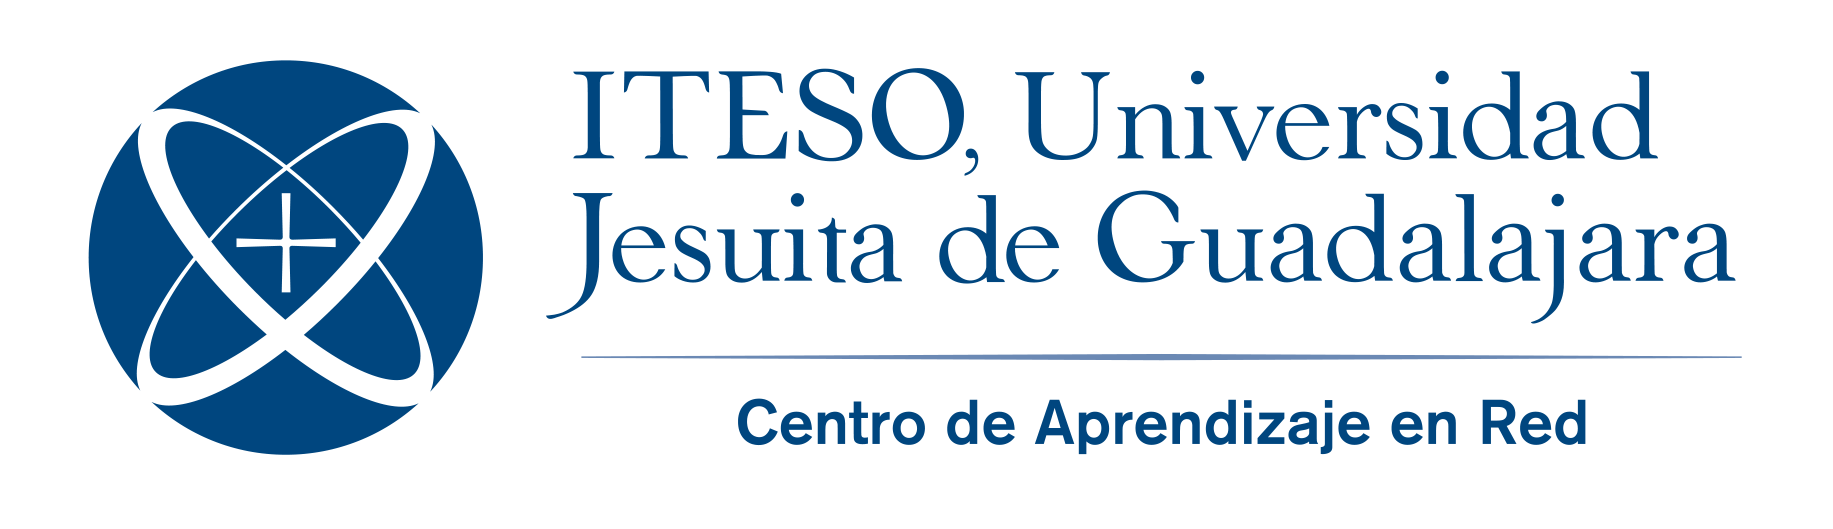 ITESO, Universidad
Jesuita de Guadalajara
Centro de Aprendizaje en Red